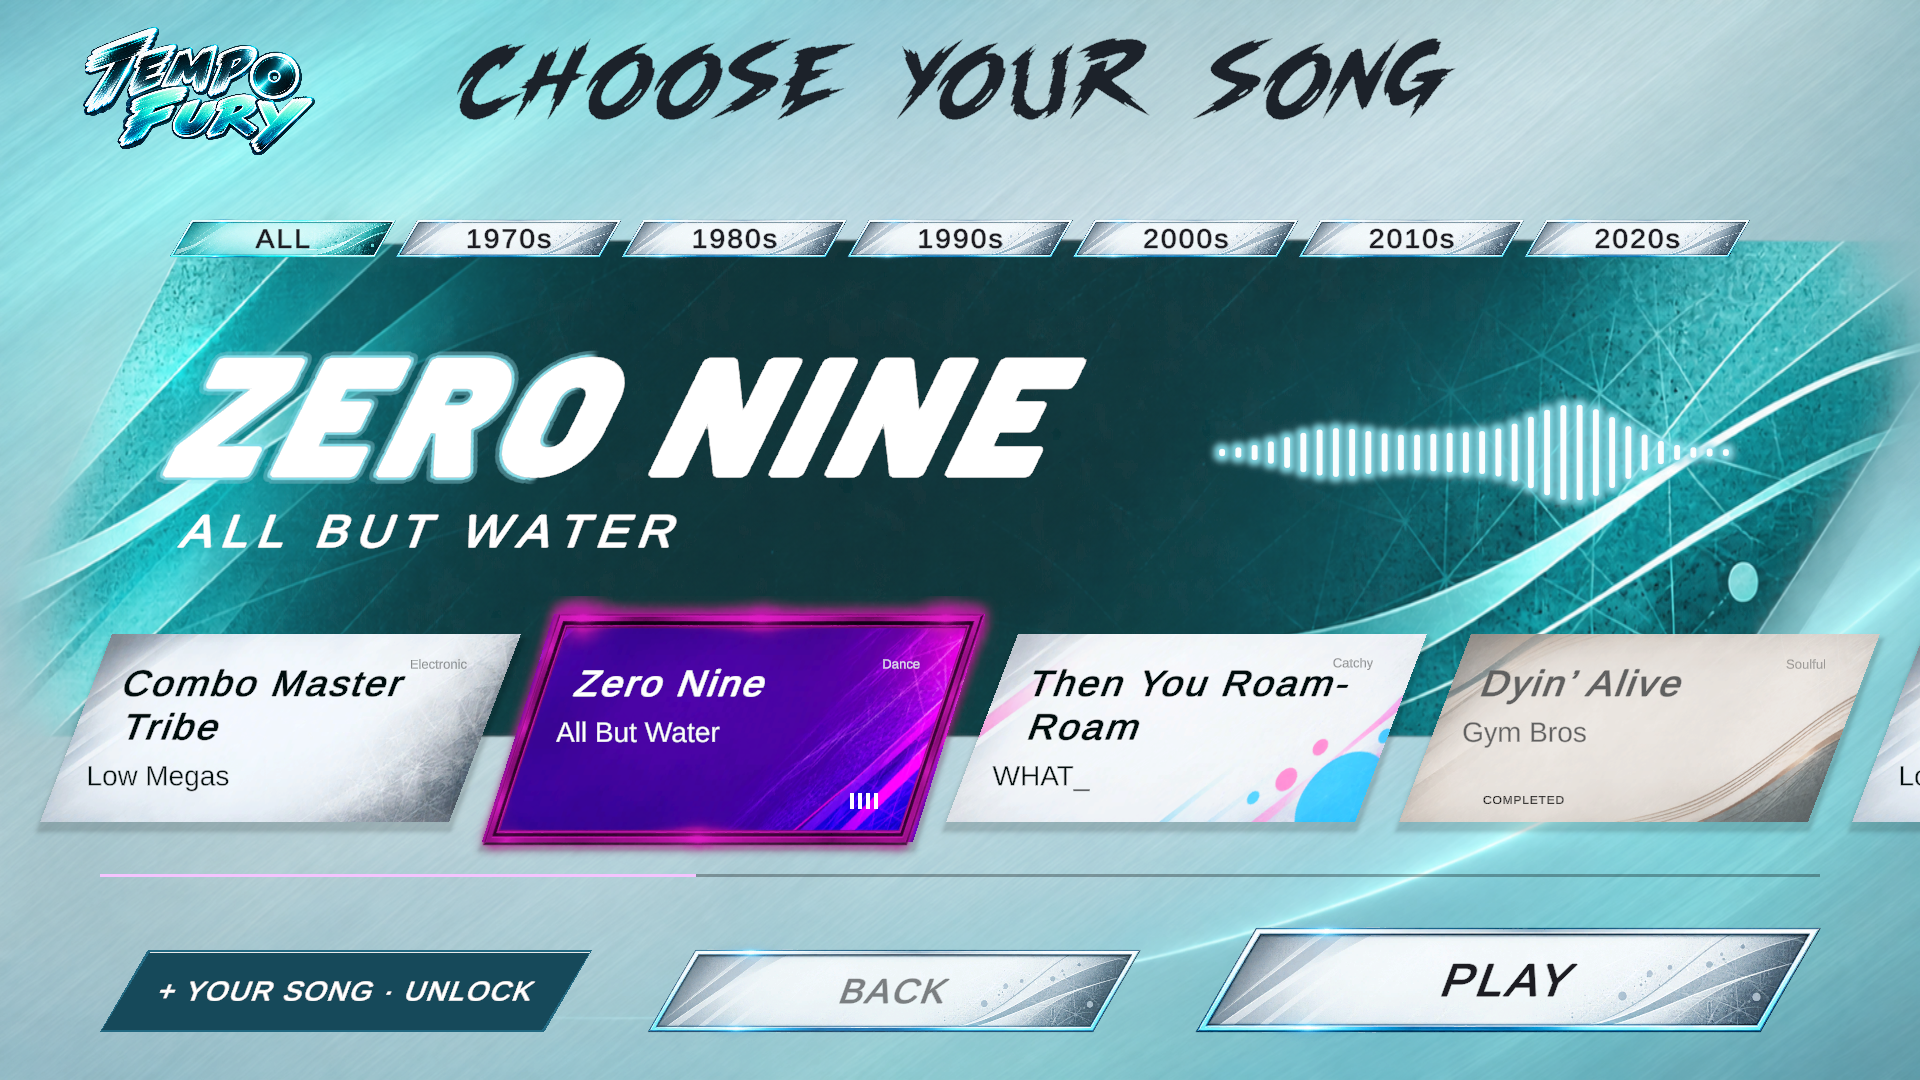 TEMPO
FURY
CHOOSE YOUR SONG
ALL
1970s
1980s
1990s
2000s
2010s
2020s
ZERO NINE
ALL BUT WATER
Combo Master
Tribe
Electronic
Low Megas
Zero Nine
Dance
All But Water
Then You Roam-
Roam
Catchy
WHAT_
Dyin’ Alive
Soulful
Gym Bros
COMPLETED
+ YOUR SONG · UNLOCK
BACK
PLAY